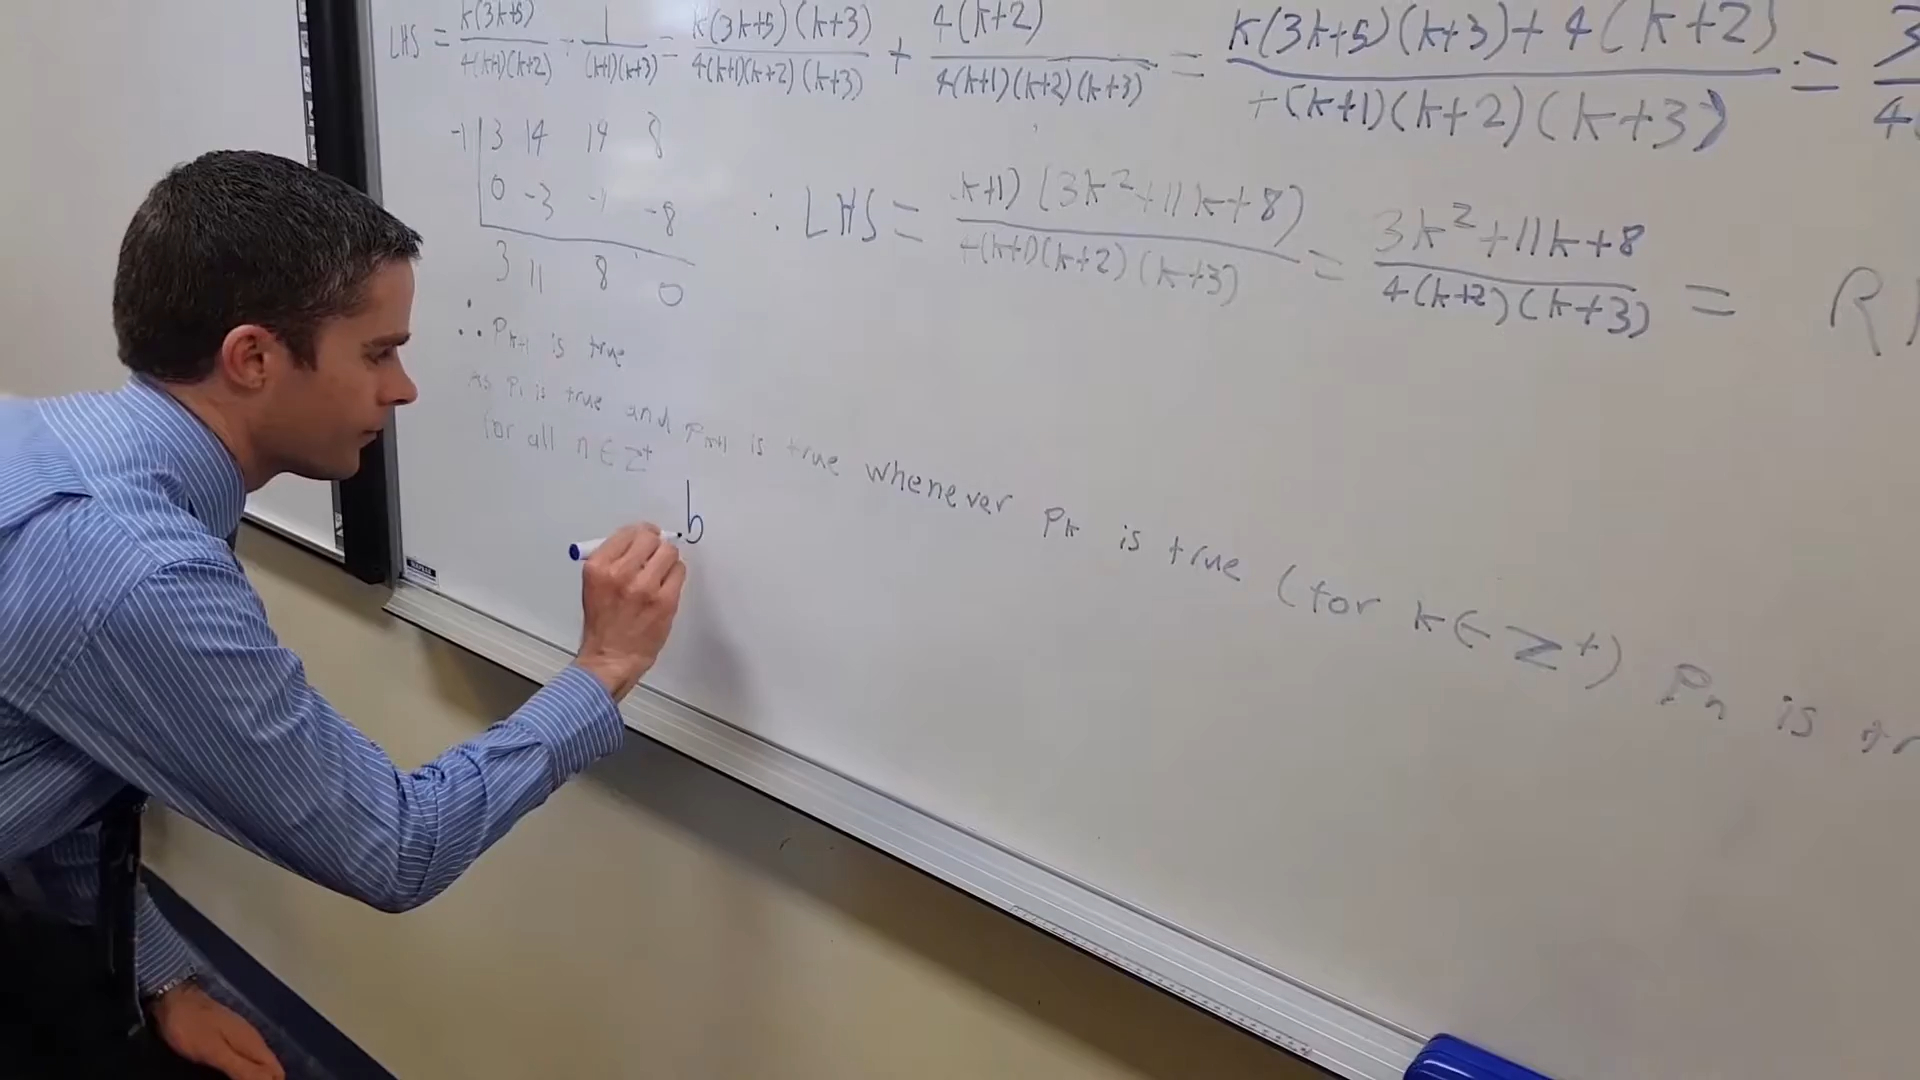 LHS = k(3k+5)/4(k+1)(k+2) + 1/(k+1)(k+3) = k(3k+5)(k+3)/4(k+1)(k+2)(k+3) + 4(k+2)/4(k+1)(k+2)(k+3) = k(3k+5)(k+3)+4(k+2)/4(k+1)(k+2)(k+3) =
-1 | 3 14 19 8
0 -3 -8
3 11 8 0
∴ LHS = k+1)(3k²+11k+8)/4(k+1)(k+2)(k+3) = 3k²+11k+8/4(k+2)(k+3) = R
∴ Pk+1 is true
As P1 is true and Pk+1 is true whenever Pk is true (for k ∈ Z⁺) Pn is tr
for all n ∈ Z⁺
b